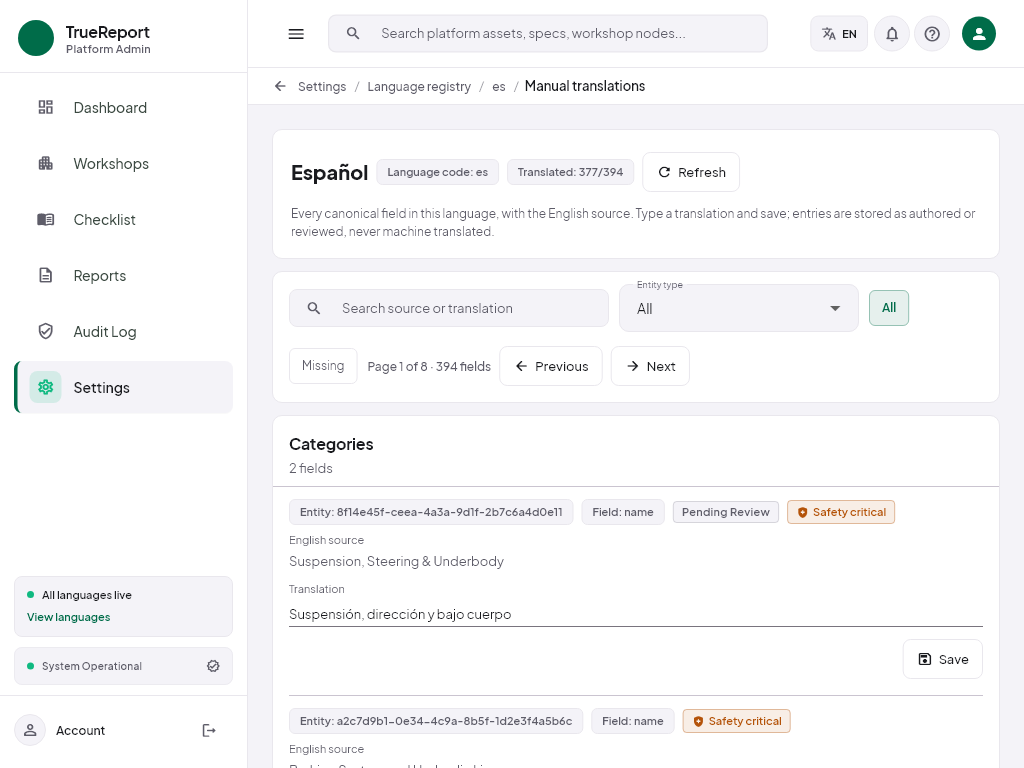 TrueReport
Platform Admin
Dashboard
Workshops
Checklist
Reports
Audit Log
Settings
All languages live
View languages
System Operational
Account
Search platform assets, specs, workshop nodes...
EN
Settings / Language registry / es / Manual translations
Español
Language code: es
Translated: 377/394
Refresh
Every canonical field in this language, with the English source. Type a translation and save; entries are stored as authored or
reviewed, never machine translated.
Search source or translation
Entity type
All
All
Missing
Page 1 of 8 · 394 fields
Previous
Next
Categories
2 fields
Entity: 8f14e45f-ceea-4a3a-9d1f-2b7c6a4d0e11
Field: name
Pending Review
Safety critical
English source
Suspension, Steering & Underbody
Translation
Suspensión, dirección y bajo cuerpo
Save
Entity: a2c7d9b1-0e34-4c9a-8b5f-1d2e3f4a5b6c
Field: name
Safety critical
English source